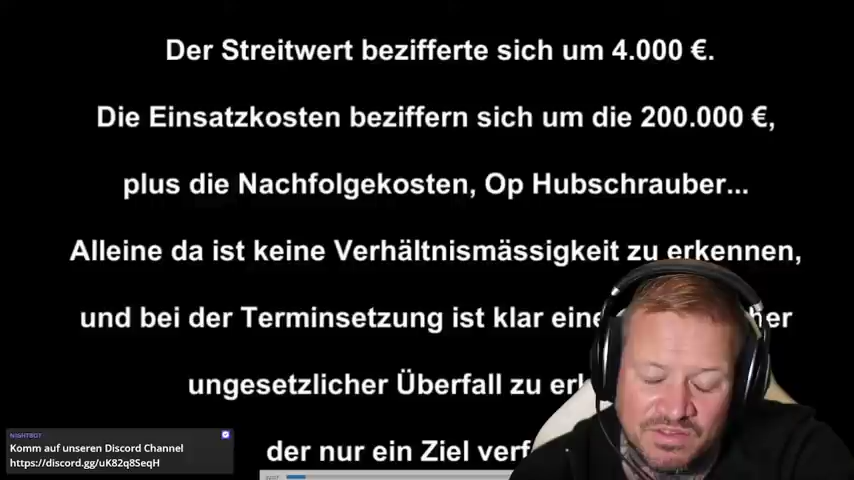 Der Streitwert bezifferte sich um 4.000 €.
Die Einsatzkosten beziffern sich um die 200.000 €,
plus die Nachfolgekosten, Op Hubschrauber...
Alleine da ist keine Verhältnismässigkeit zu erkennen,
und bei der Terminsetzung ist klar
ungesetzlicher Überfall zu
der nur ein Ziel
NIGHTBOT
Komm auf unseren Discord Channel
https://discord.gg/uK82q8SeqH